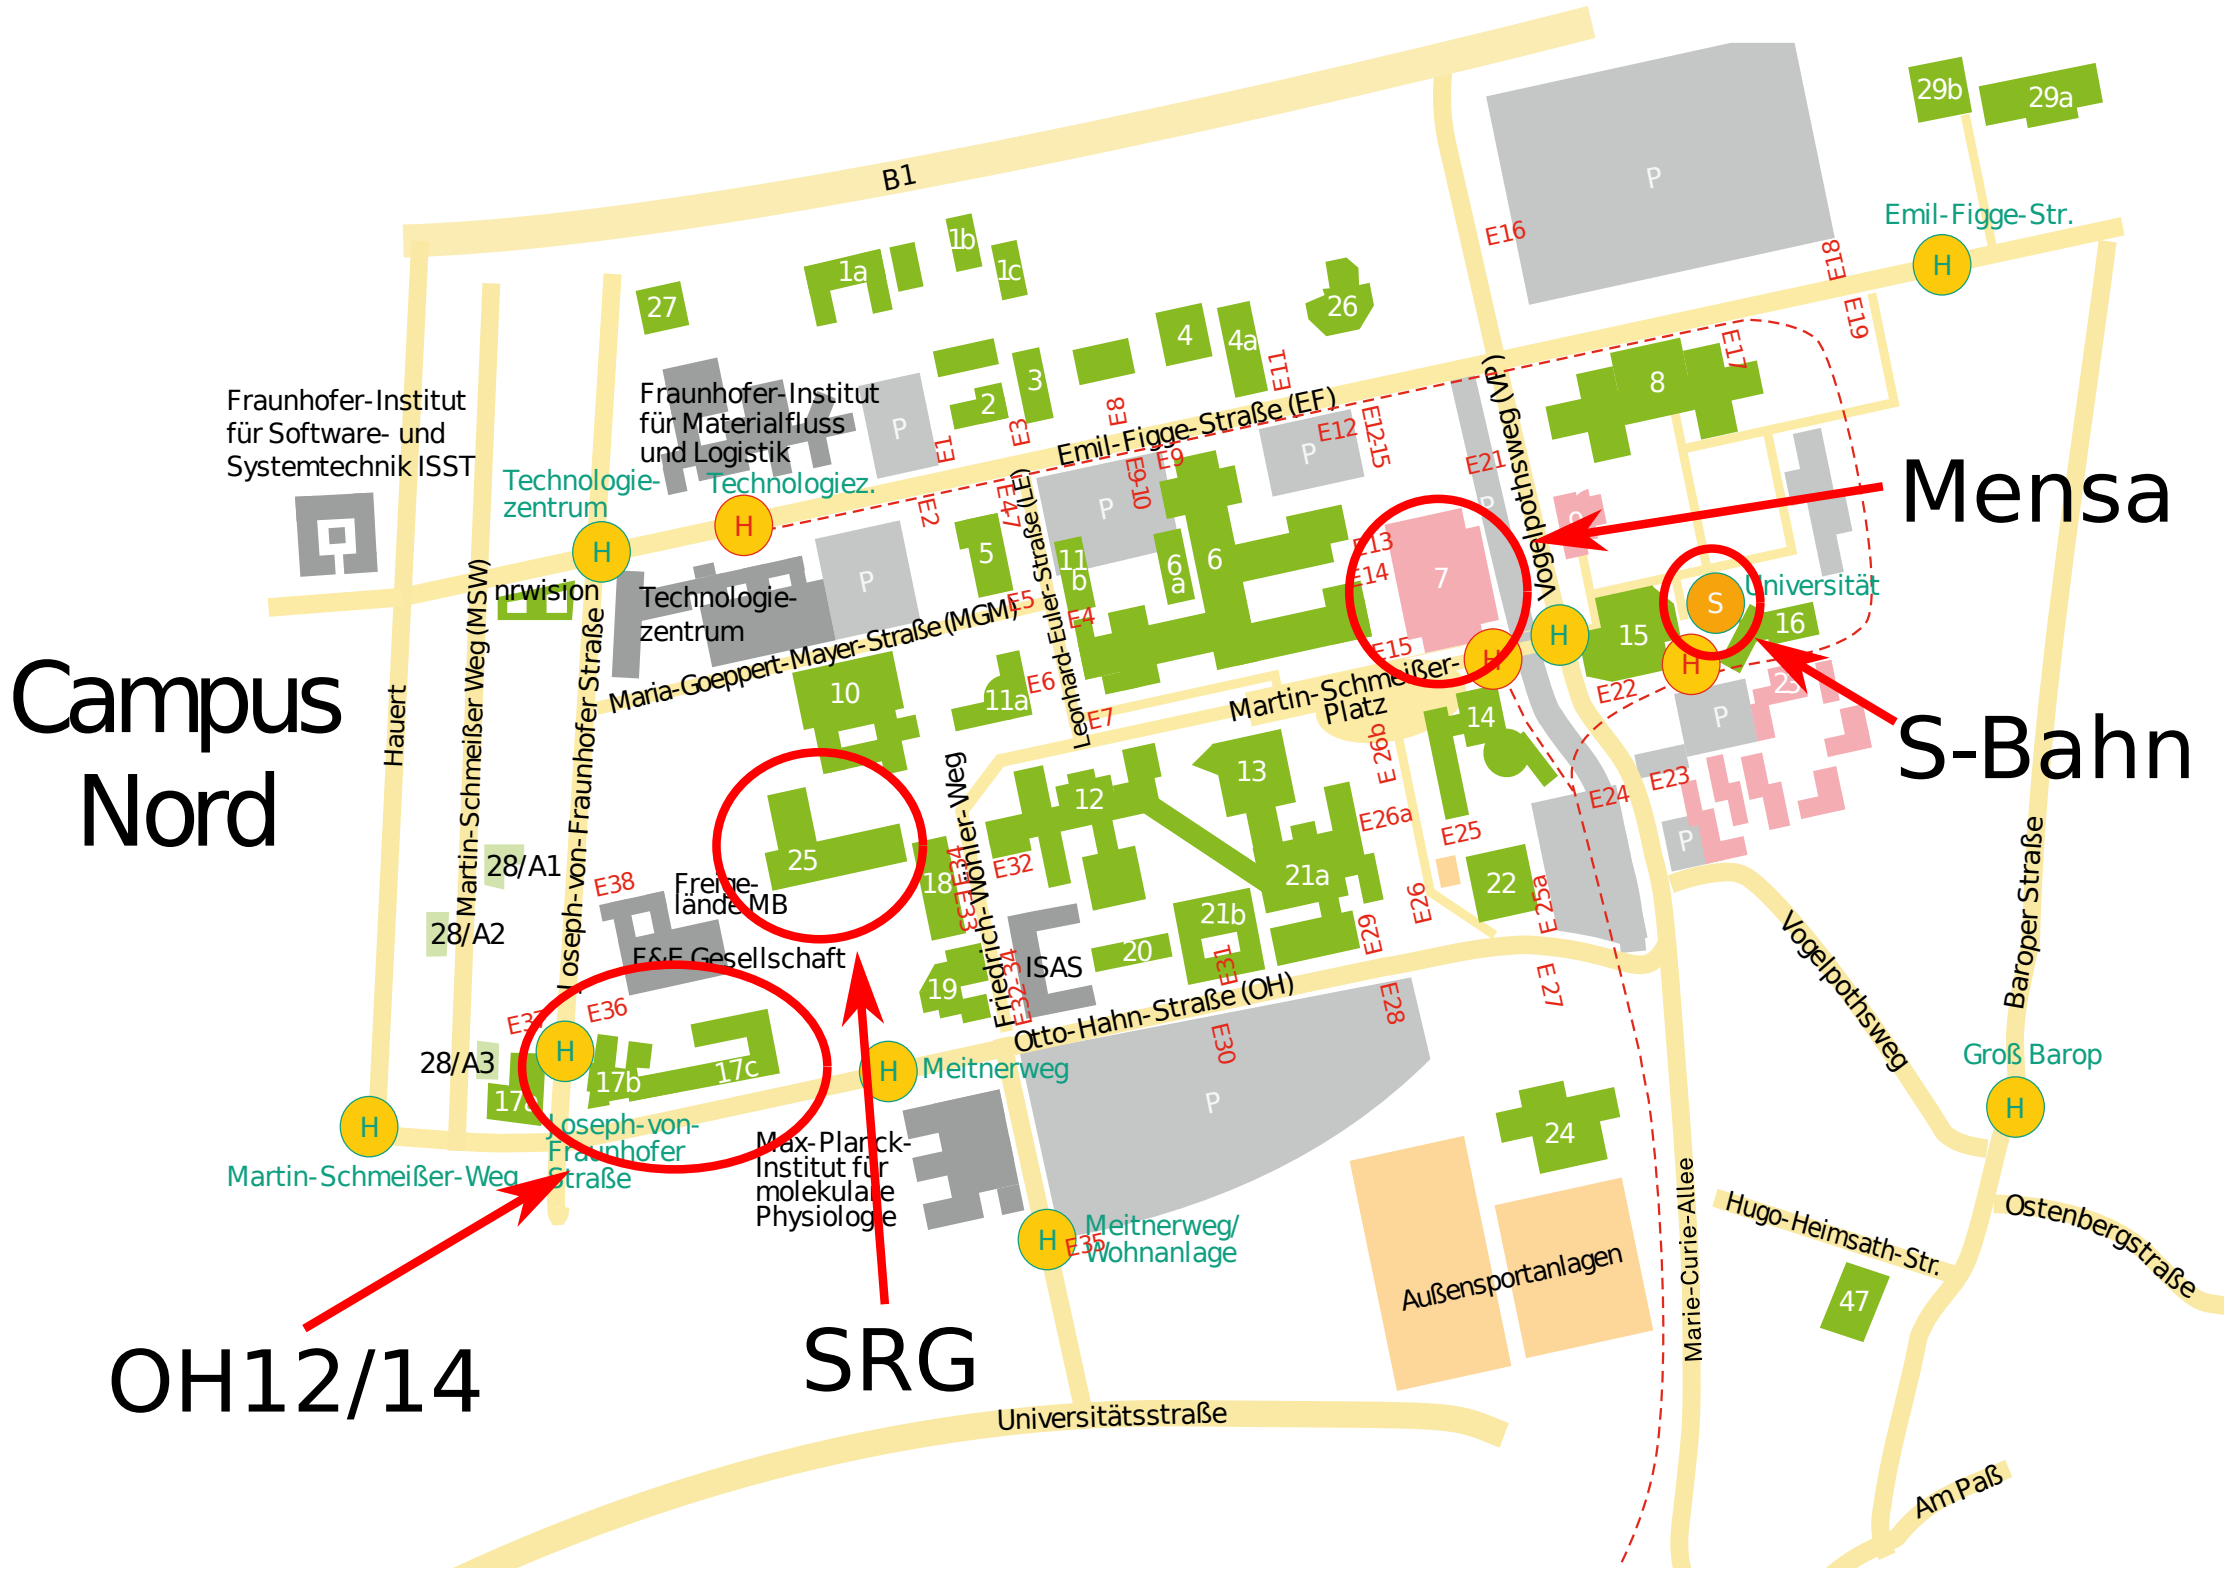 B1
29b
29a
Emil-Figge-Str.
H
P
E16
E18
E19
1b
1a
1c
27
26
4
4a
E11
3
2
E8
E3
E1
P
Fraunhofer-Institut
für Software- und
Systemtechnik ISST
Fraunhofer-Institut
für Materialfluss
und Logistik
Technologie-
zentrum
H
Technologiez.
H
Emil-Figge-Straße (EF)
E12
P
E12-15
E21
Vogelpothsweg (VP)
P
8
E17
Mensa
E2
E4-7
Leonhard-Euler-Straße (LE)
P
E9-10
E9
5
11
b
6
a
6
E13
E14
7
S
Universität
16
15
H
H
H
E15
E22
23
P
S-Bahn
nrwision
Technologie-
zentrum
P
E5
E4
Maria-Goeppert-Mayer-Straße (MGM)
10
11a
E6
E7
Martin-Schmeißer-
Platz
14
E 26b
Campus
Nord
Hauert
Martin-Schmeißer Weg (MSW)
Joseph-von-Fraunhofer Straße
Friedrich-Wöhler-Weg
12
13
E26a
E25
E24
E23
P
25
18
E34
E33
E32
21a
22
E26
E 25a
28/A1
28/A2
28/A3
E38
Freige-
lände MB
E&E Gesellschaft
ISAS
20
21b
E31
E29
E 27
19
E32-34
Otto-Hahn-Straße (OH)
E30
E28
E37
E36
H
17a
17b
17c
H
Meitnerweg
P
24
Vogelpothsweg
Baroper Straße
Groß Barop
H
H
Martin-Schmeißer-Weg
Joseph-von-
Fraunhofer
Straße
Max-Planck-
Institut für
molekulare
Physiologie
H
E35
Meitnerweg/
Wohnanlage
Außensportanlagen
Marie-Curie-Allee
Hugo-Heimsath-Str.
Ostenbergstraße
47
OH12/14
SRG
Universitätsstraße
Am Paß